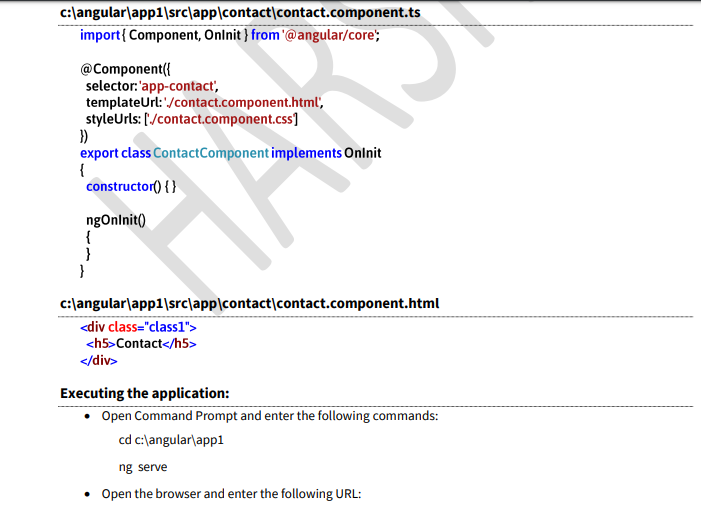 c:\angular\app1\src\app\contact\contact.component.ts
import { Component, OnInit } from '@angular/core';
@Component({
selector: 'app-contact',
templateUrl: './contact.component.html',
styleUrls: ['./contact.component.css']
})
export class ContactComponent implements OnInit
{
constructor() { }
ngOnInit()
{
}
}
c:\angular\app1\src\app\contact\contact.component.html
<div class="class1">
<h5>Contact</h5>
</div>
Executing the application:
• Open Command Prompt and enter the following commands:
cd c:\angular\app1
ng serve
• Open the browser and enter the following URL: